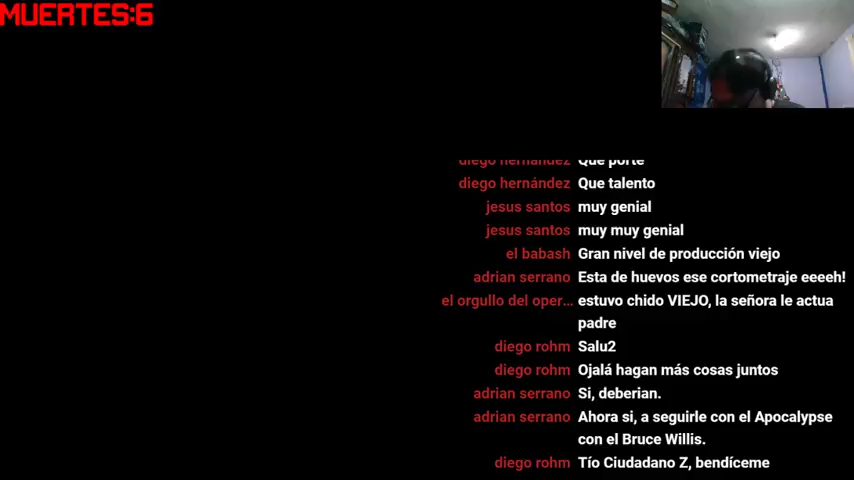 MUERTES:6
diego hernández Que porte
diego hernández Que talento
jesus santos muy genial
jesus santos muy muy genial
el babash Gran nivel de producción viejo
adrian serrano Esta de huevos ese cortometraje eeeeh!
el orgullo del oper... estuvo chido VIEJO, la señora le actua
padre
diego rohm Salu2
diego rohm Ojalá hagan más cosas juntos
adrian serrano Si, deberian.
adrian serrano Ahora si, a seguirle con el Apocalypse
con el Bruce Willis.
diego rohm Tío Ciudadano Z, bendíceme